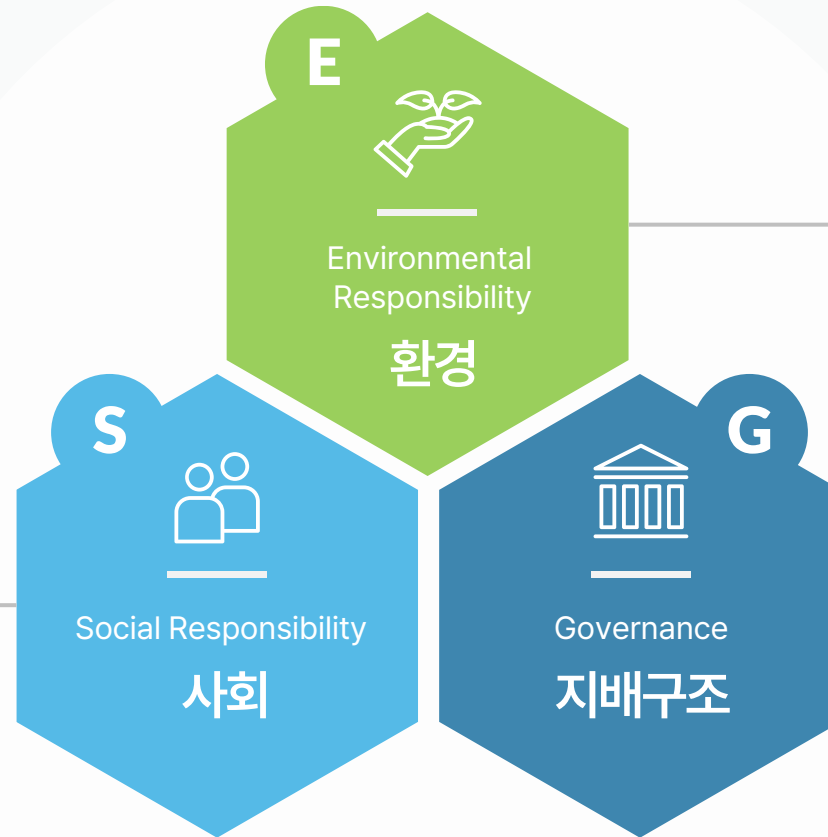 E
Environmental
Responsibility
환경
S
Social Responsibility
사회
G
Governance
지배구조